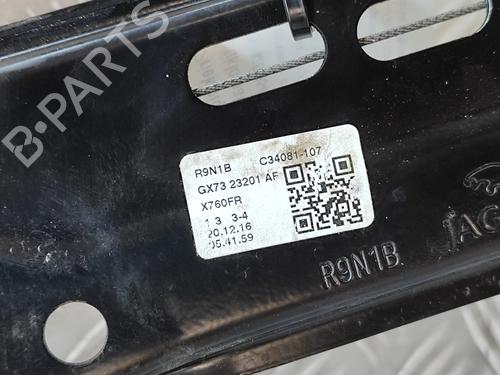 B-PARTS
R9N1B C34081-107
GX73 23201 AF
X760FR
1 3 3-4
20.12.16
05.41.59
R9N1B
JAG